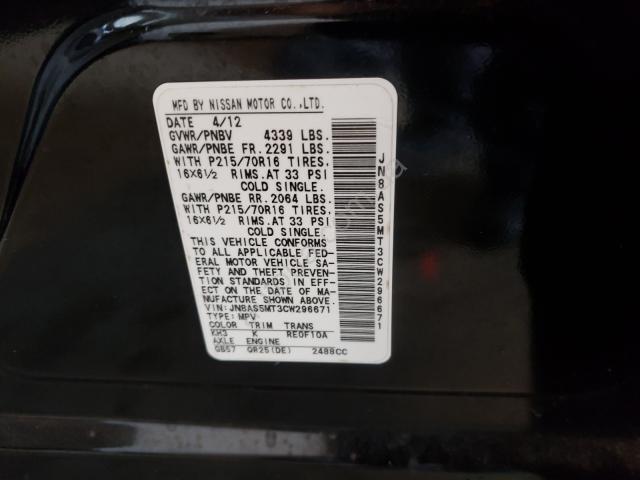 MFD BY NISSAN MOTOR CO.,LTD.
DATE 4/12
GVWR/PNBV 4339 LBS.
GAWR/PNBE FR. 2291 LBS.
WITH P215/70R16 TIRES.
16X6½ RIMS. AT 33 PSI
COLD SINGLE.
GAWR/PNBE RR. 2064 LBS.
WITH P215/70R16 TIRES.
16X6½ RIMS. AT 33 PSI
COLD SINGLE.
THIS VEHICLE CONFORMS
TO ALL APPLICABLE FED-
ERAL MOTOR VEHICLE SA-
FETY AND THEFT PREVEN-
TION STANDARDS IN EFF-
ECT ON THE DATE OF MA-
NUFACTURE SHOWN ABOVE.
VIN: JN8AS5MT3CW296671
TYPE: MPV
COLOR TRIM TRANS
KH3 K RE0F10A
AXLE ENGINE
GB57 QR25(DE) 2488CC
JN8AS5MT3CW296671